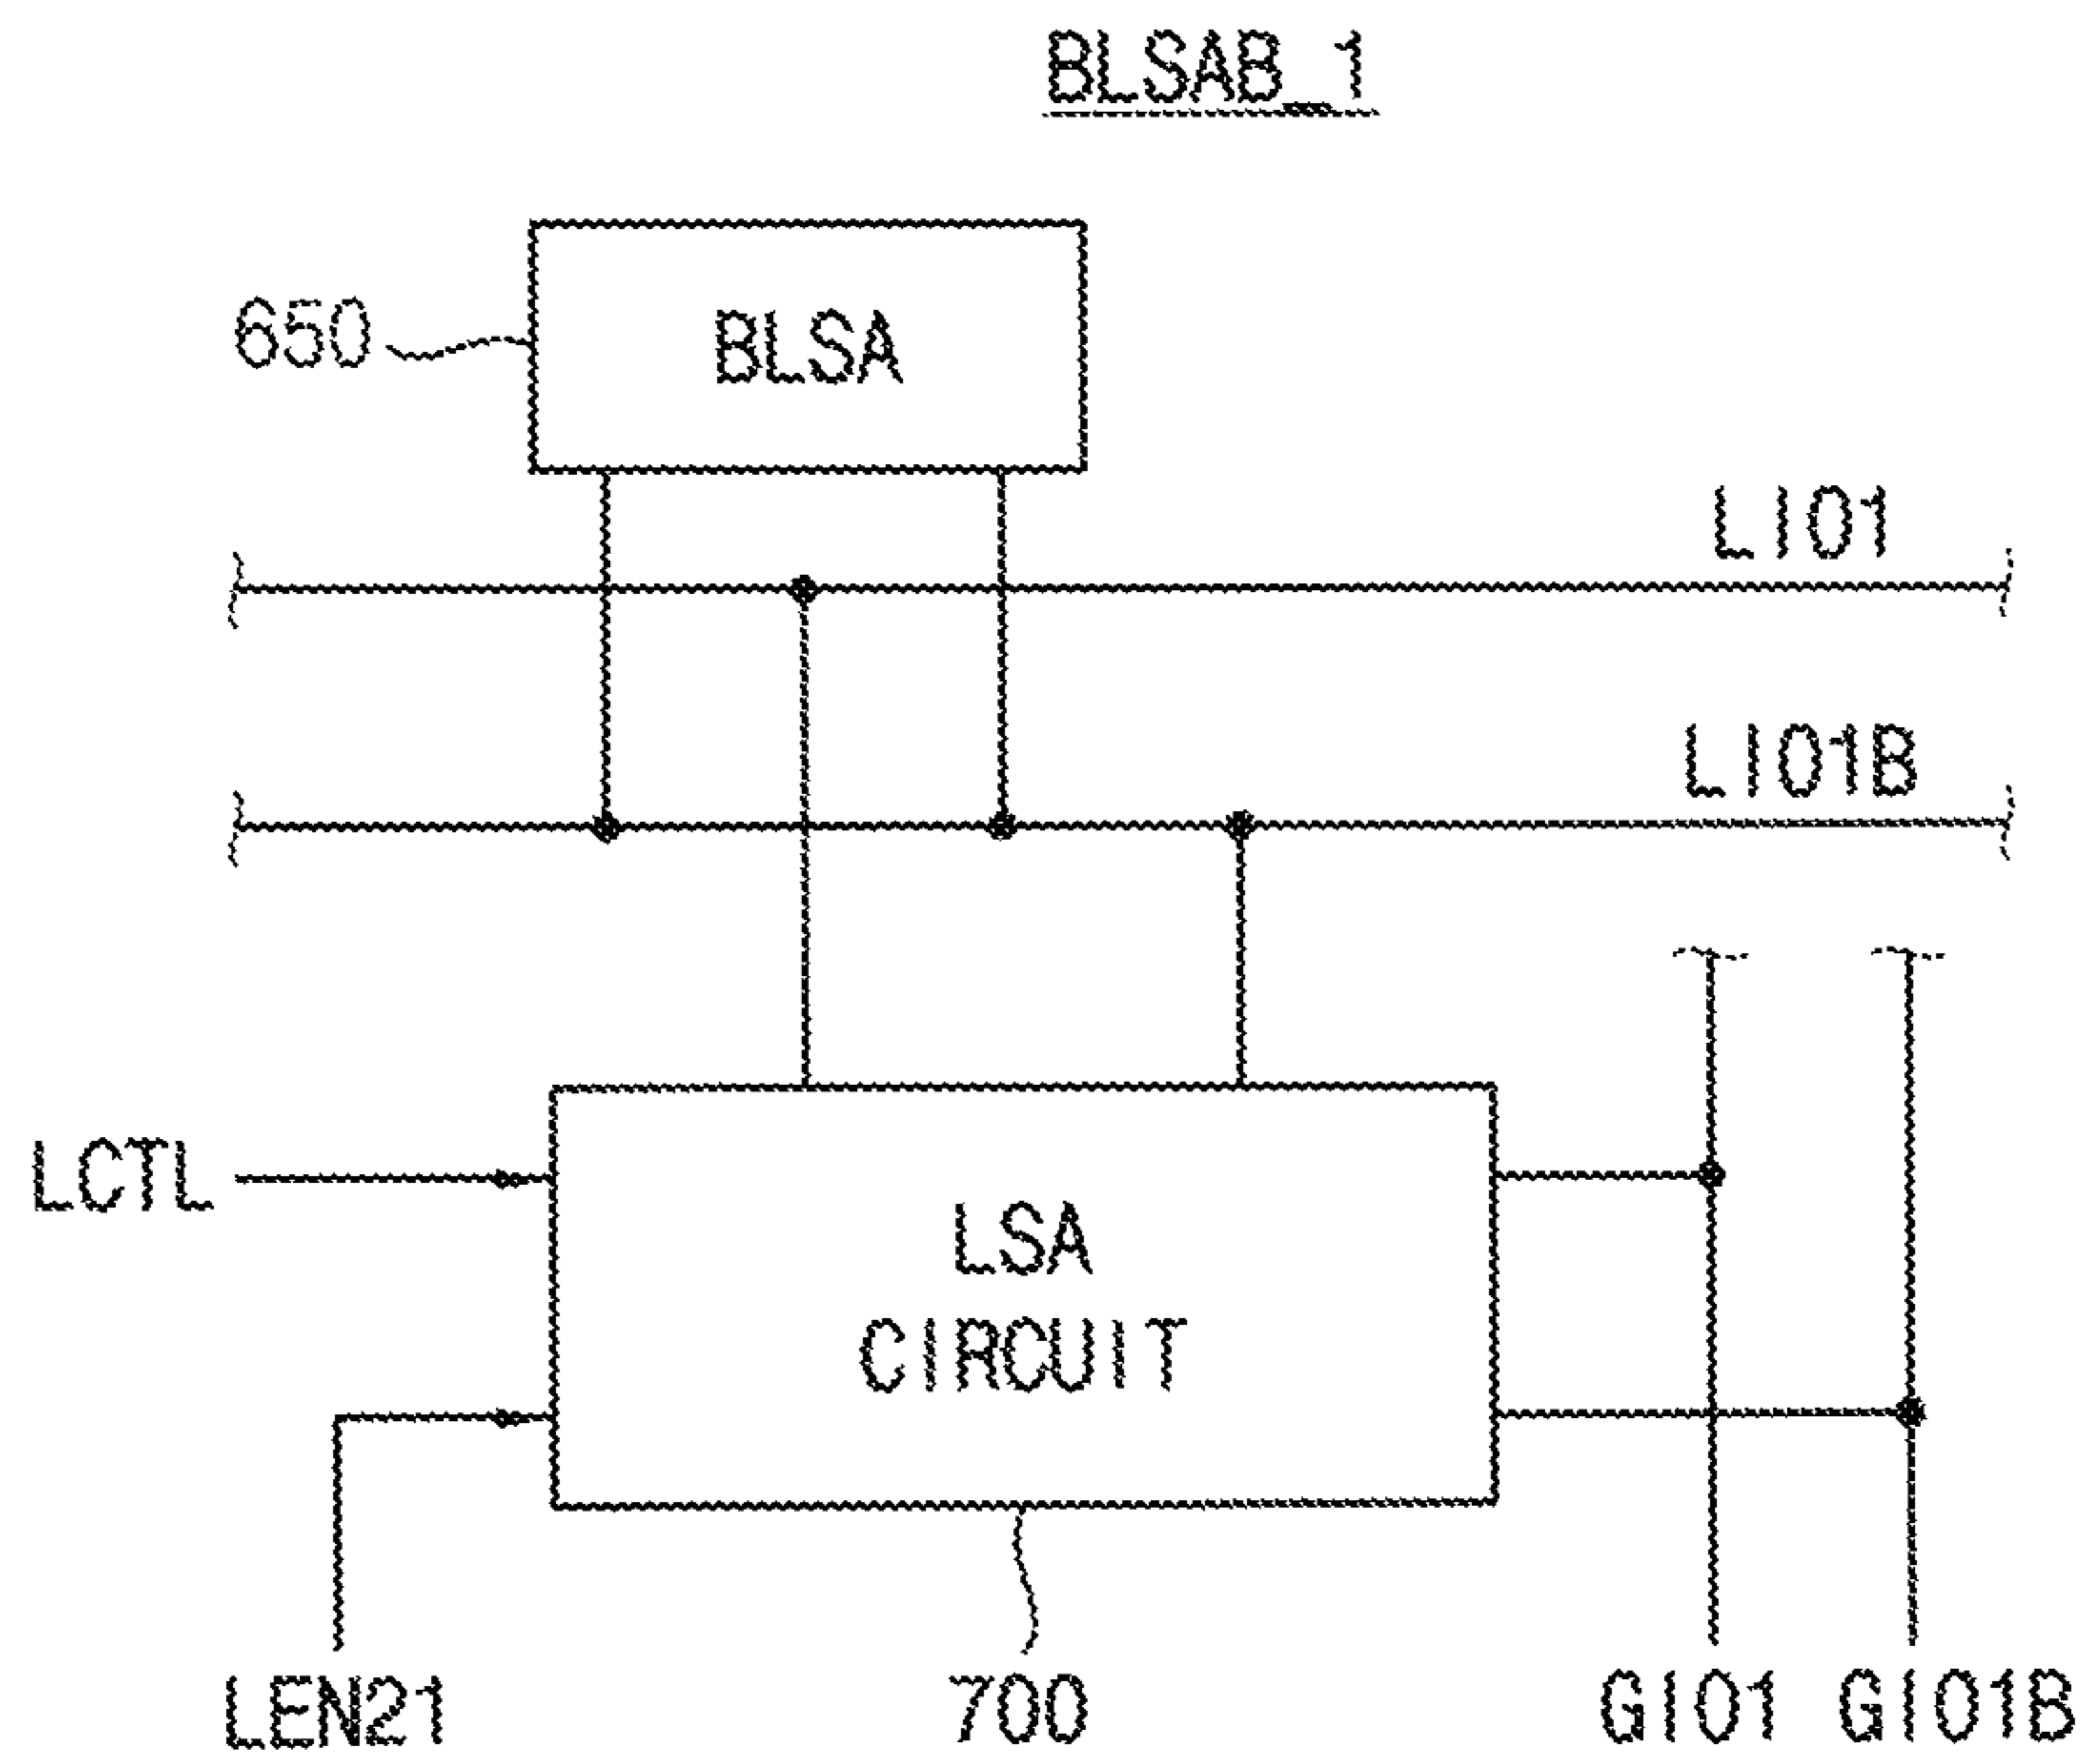 BLSAB_1
650
BLSA
LIO1
LIO1B
LCTL
LSA
CIRCUIT
LEN21
700
GIO1
GIO1B